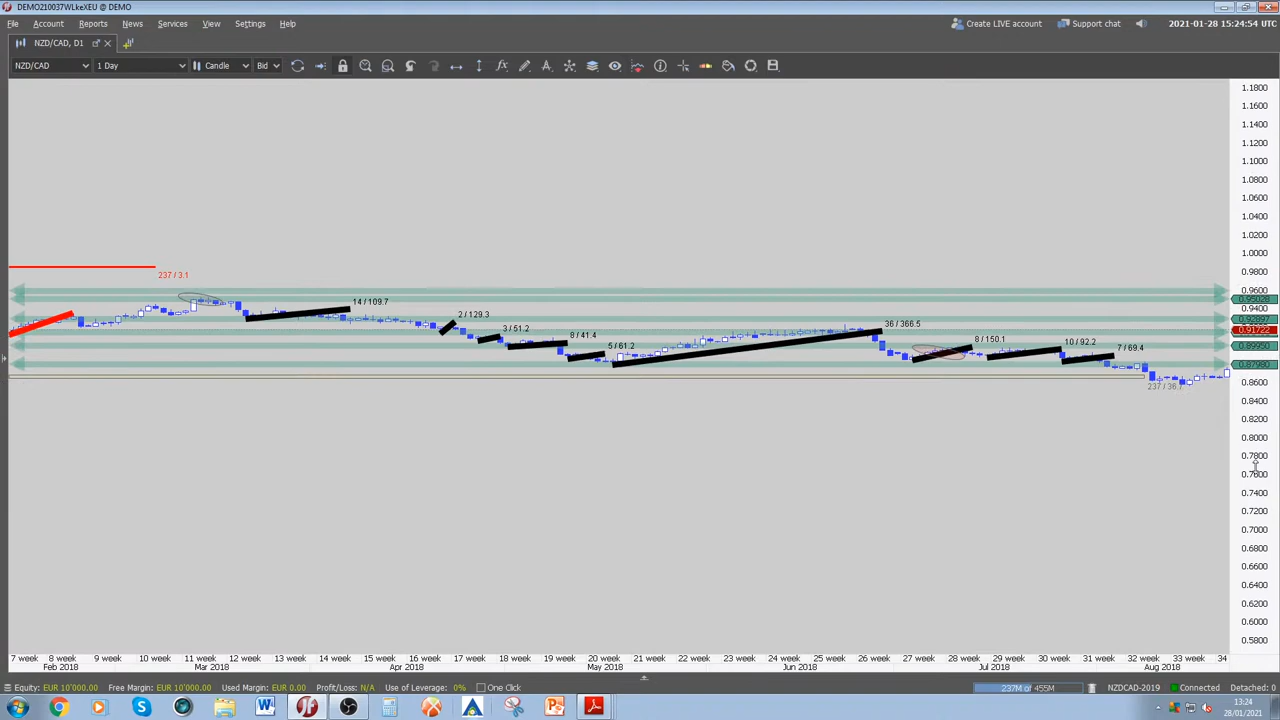 DEMO210037WLkeXEU @ DEMO
File Account Reports News Services View Settings Help
Create LIVE account Support chat 2021-01-28 15:24:54 UTC
NZD/CAD, D1
NZD/CAD 1 Day Candle Bid
1.1800
1.1600
1.1400
1.1200
1.1000
1.0800
1.0600
1.0400
1.0200
1.0000
0.9800
0.9600
0.95028
0.9400
0.92897
0.91722
0.89950
0.87980
0.8600
0.8400
0.8200
0.8000
0.7800
0.7600
0.7400
0.7200
0.7000
0.6800
0.6600
0.6400
0.6200
0.6000
0.5800
237 / 3.1
14 / 109.7
2 / 129.3
3 / 51.2
8 / 41.4
5 / 61.2
36 / 366.5
8 / 150.1
10 / 92.2
7 / 69.4
7 week 8 week 9 week 10 week 11 week 12 week 13 week 14 week 15 week 16 week 17 week 18 week 19 week 20 week 21 week 22 week 23 week 24 week 25 week 26 week 27 week 28 week 29 week 30 week 31 week 32 week 33 week 34
Feb 2018 Mar 2018 Apr 2018 May 2018 Jun 2018 Jul 2018 Aug 2018
Equity: EUR 10'000.00 Free Margin: EUR 10'000.00 Used Margin: EUR 0.00 Profit/Loss: N/A Use of Leverage: 0% One Click 237M of 455M NZDCAD-2019 Connected Detached: 0
13:24
28/01/2021